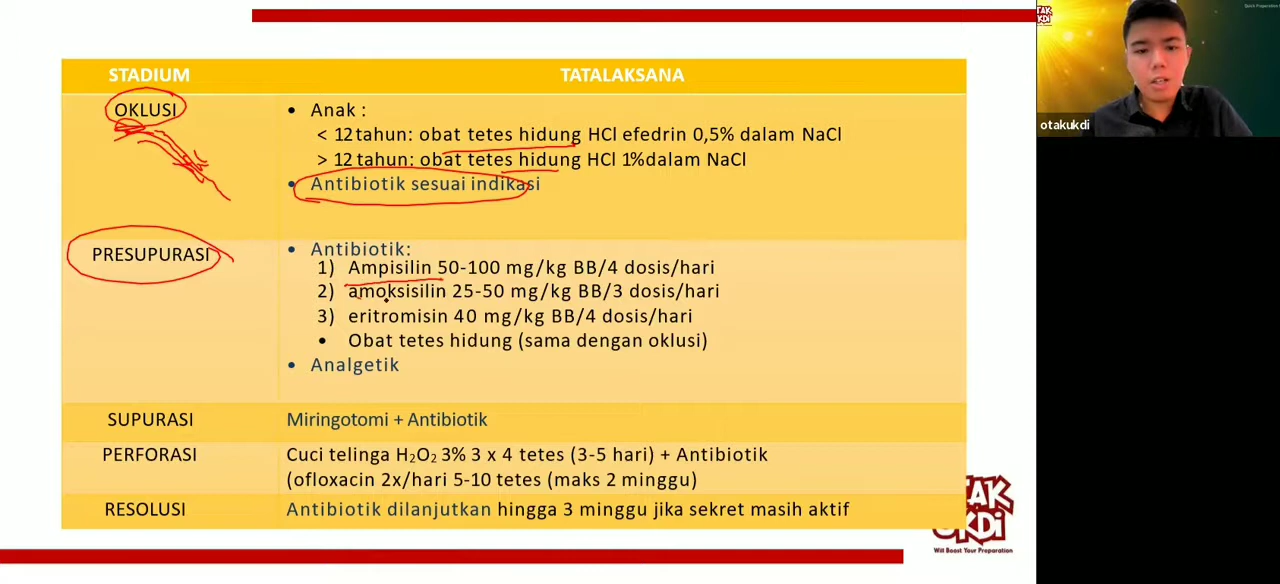 STADIUM TATALAKSANA
OKLUSI
• Anak :
< 12 tahun: obat tetes hidung HCl efedrin 0,5% dalam NaCl
> 12 tahun: obat tetes hidung HCl 1%dalam NaCl
• Antibiotik sesuai indikasi
PRESUPURASI
• Antibiotik:
1) Ampisilin 50-100 mg/kg BB/4 dosis/hari
2) amoksisilin 25-50 mg/kg BB/3 dosis/hari
3) eritromisin 40 mg/kg BB/4 dosis/hari
• Obat tetes hidung (sama dengan oklusi)
• Analgetik
SUPURASI Miringotomi + Antibiotik
PERFORASI Cuci telinga H₂O₂ 3% 3 x 4 tetes (3-5 hari) + Antibiotik
(ofloxacin 2x/hari 5-10 tetes (maks 2 minggu)
RESOLUSI Antibiotik dilanjutkan hingga 3 minggu jika sekret masih aktif
Will Boost Your Preparation
otakukdi